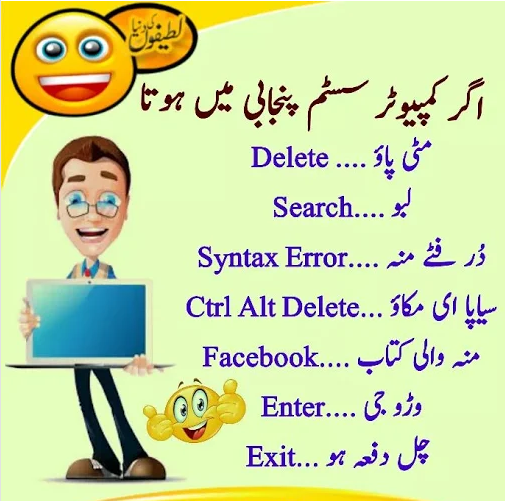 لطیفوں کی دنیا
اگر کمپیوٹر سسٹم پنجابی میں ہوتا
Delete .... مٹی پاؤ
Search.... لبو
Syntax Error.... دُر فٹے منہ
Ctrl Alt Delete... سیاپا ای مکاؤ
Facebook.... منہ والی کتاب
Enter.... وڑو جی
Exit... چل دفعہ ہو